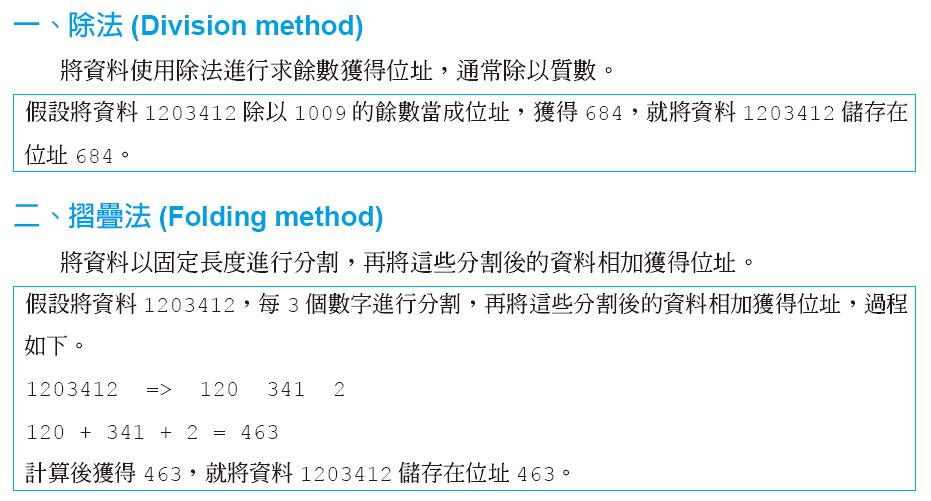 一、除法 (Division method)
將資料使用除法進行求餘數獲得位址，通常除以質數。
假設將資料 1203412 除以 1009 的餘數當成位址，獲得 684，就將資料 1203412 儲存在
位址 684。
二、摺疊法 (Folding method)
將資料以固定長度進行分割，再將這些分割後的資料相加獲得位址。
假設將資料 1203412，每 3 個數字進行分割，再將這些分割後的資料相加獲得位址，過程
如下。
1203412 => 120 341 2
120 + 341 + 2 = 463
計算後獲得 463，就將資料 1203412 儲存在位址 463。